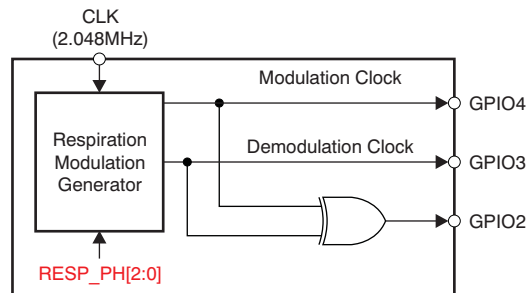 CLK
(2.048MHz)
Modulation Clock
GPIO4
Respiration
Modulation
Generator
Demodulation Clock
GPIO3
GPIO2
RESP_PH[2:0]